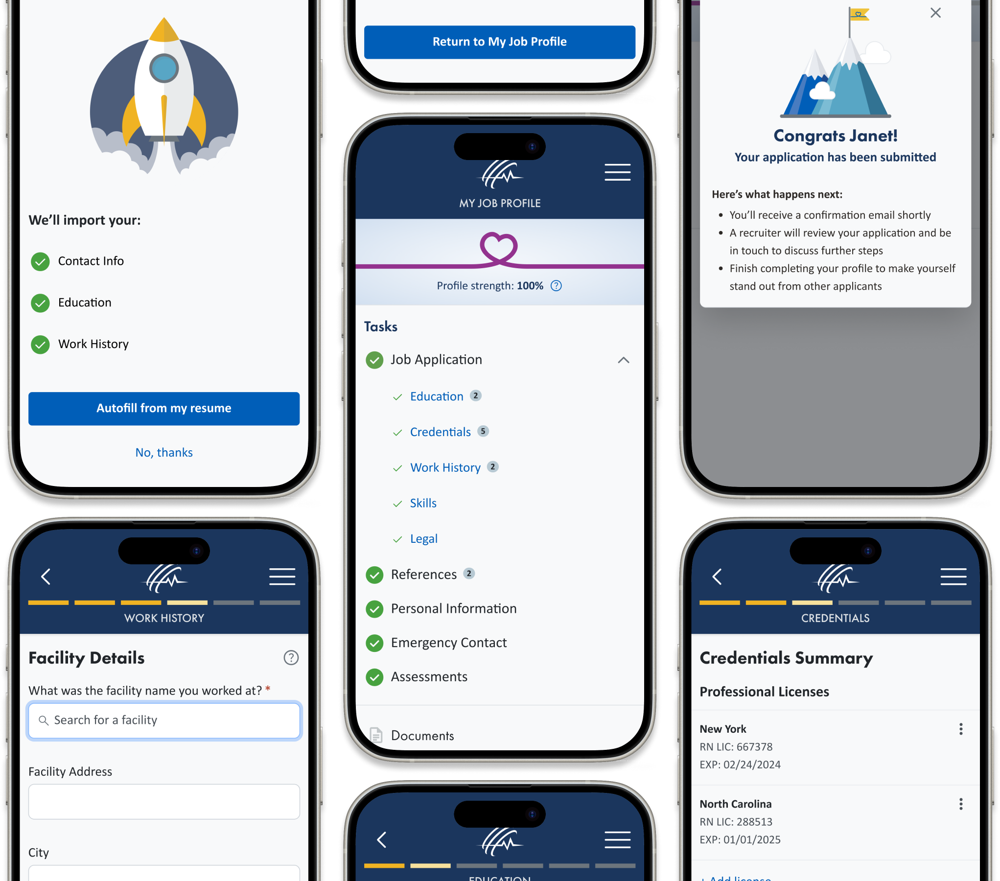 We'll import your:
Contact Info
Education
Work History
Autofill from my resume
No, thanks
WORK HISTORY
Facility Details
What was the facility name you worked at? *
Search for a facility
Facility Address
City
Return to My Job Profile
MY JOB PROFILE
Profile strength: 100% ?
Tasks
Job Application
Education 2
Credentials 5
Work History 2
Skills
Legal
References 2
Personal Information
Emergency Contact
Assessments
Documents
EDUCATION
Congrats Janet!
Your application has been submitted
Here's what happens next:
• You'll receive a confirmation email shortly
• A recruiter will review your application and be
in touch to discuss further steps
• Finish completing your profile to make yourself
stand out from other applicants
CREDENTIALS
Credentials Summary
Professional Licenses
New York
RN LIC: 667378
EXP: 02/24/2024
North Carolina
RN LIC: 288513
EXP: 01/01/2025
+ Add license